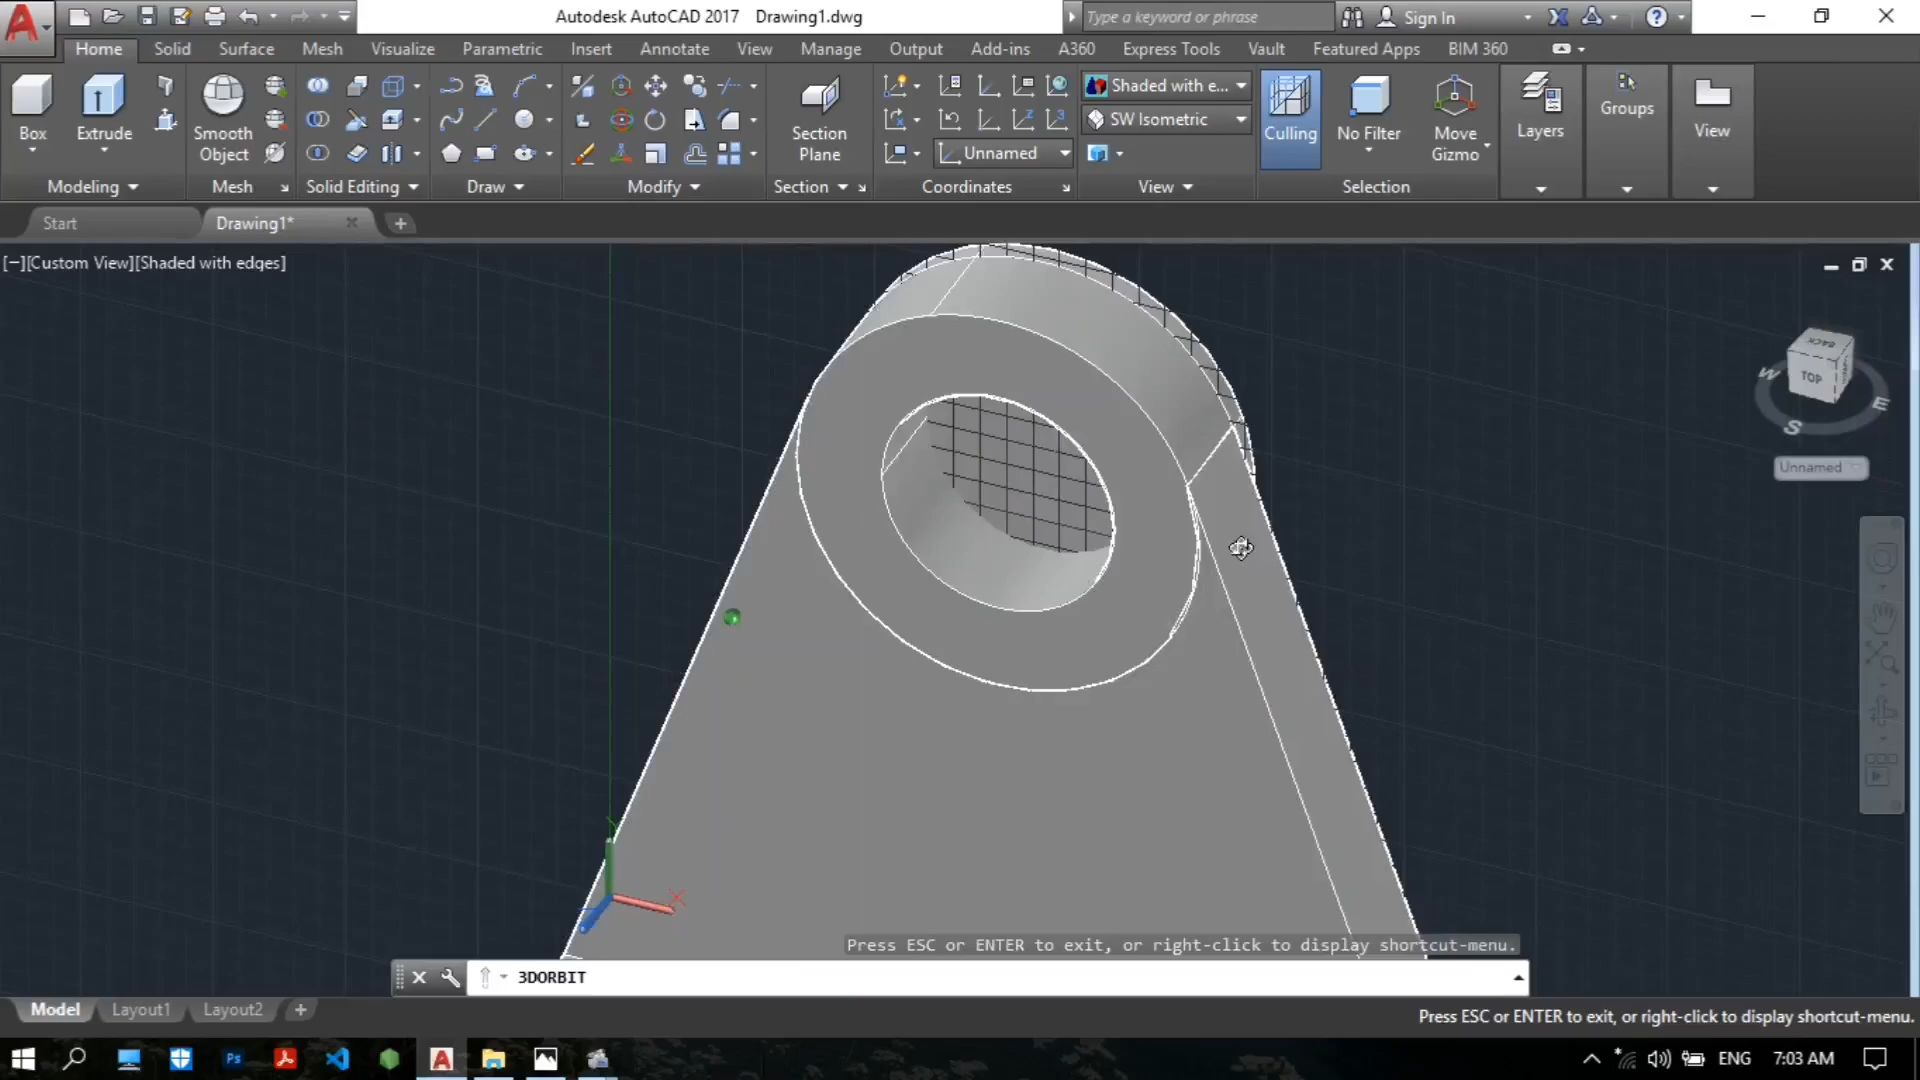 Autodesk AutoCAD 2017 Drawing1.dwg
Type a keyword or phrase
Sign In
Home Solid Surface Mesh Visualize Parametric Insert Annotate View Manage Output Add-ins A360 Express Tools Vault Featured Apps BIM 360
Box
Extrude
Smooth
Object
Section
Plane
Shaded with e...
SW Isometric
Unnamed
Culling
No Filter
Move
Gizmo
Layers
Groups
View
Modeling Mesh Solid Editing Draw Modify Section Coordinates View Selection
Start
Drawing1*
[−][Custom View][Shaded with edges]
BACK
TOP
W
E
S
Unnamed
X
Y
Press ESC or ENTER to exit, or right-click to display shortcut-menu.
3DORBIT
Model Layout1 Layout2
Press ESC or ENTER to exit, or right-click to display shortcut-menu.
Ps
ENG
7:03 AM